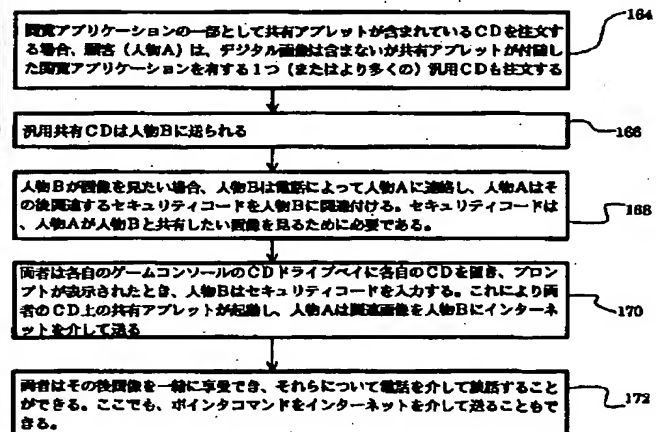 閲覧アプリケーションの一部として共有アプレットが含まれているCDを注文す
る場合、顧客（人物A）は、デジタル画像は含まないが共有アプレットが付随し
た閲覧アプリケーションを有する1つ（またはより多くの）汎用CDも注文する
164
汎用共有CDは人物Bに送られる
166
人物Bが画像を見たい場合、人物Bは電話によって人物Aに連絡し、人物Aはそ
の後関連するセキュリティコードを人物Bに関連付ける。セキュリティコードは
、人物Aが人物Bと共有したい画像を見るために必要である。
168
両者は各自のゲームコンソールのCDドライブベイに各自のCDを置き、プロン
プトが表示されたとき、人物Bはセキュリティコードを入力する。これにより両
者のCD上の共有アプレットが起動し、人物Aは関連画像を人物Bにインターネ
ットを介して送る
170
両者はその後画像を一緒に享受でき、それらについて電話を介して談話すること
ができる。ここでも、ポインタコマンドをインターネットを介して送ることもで
きる。
172